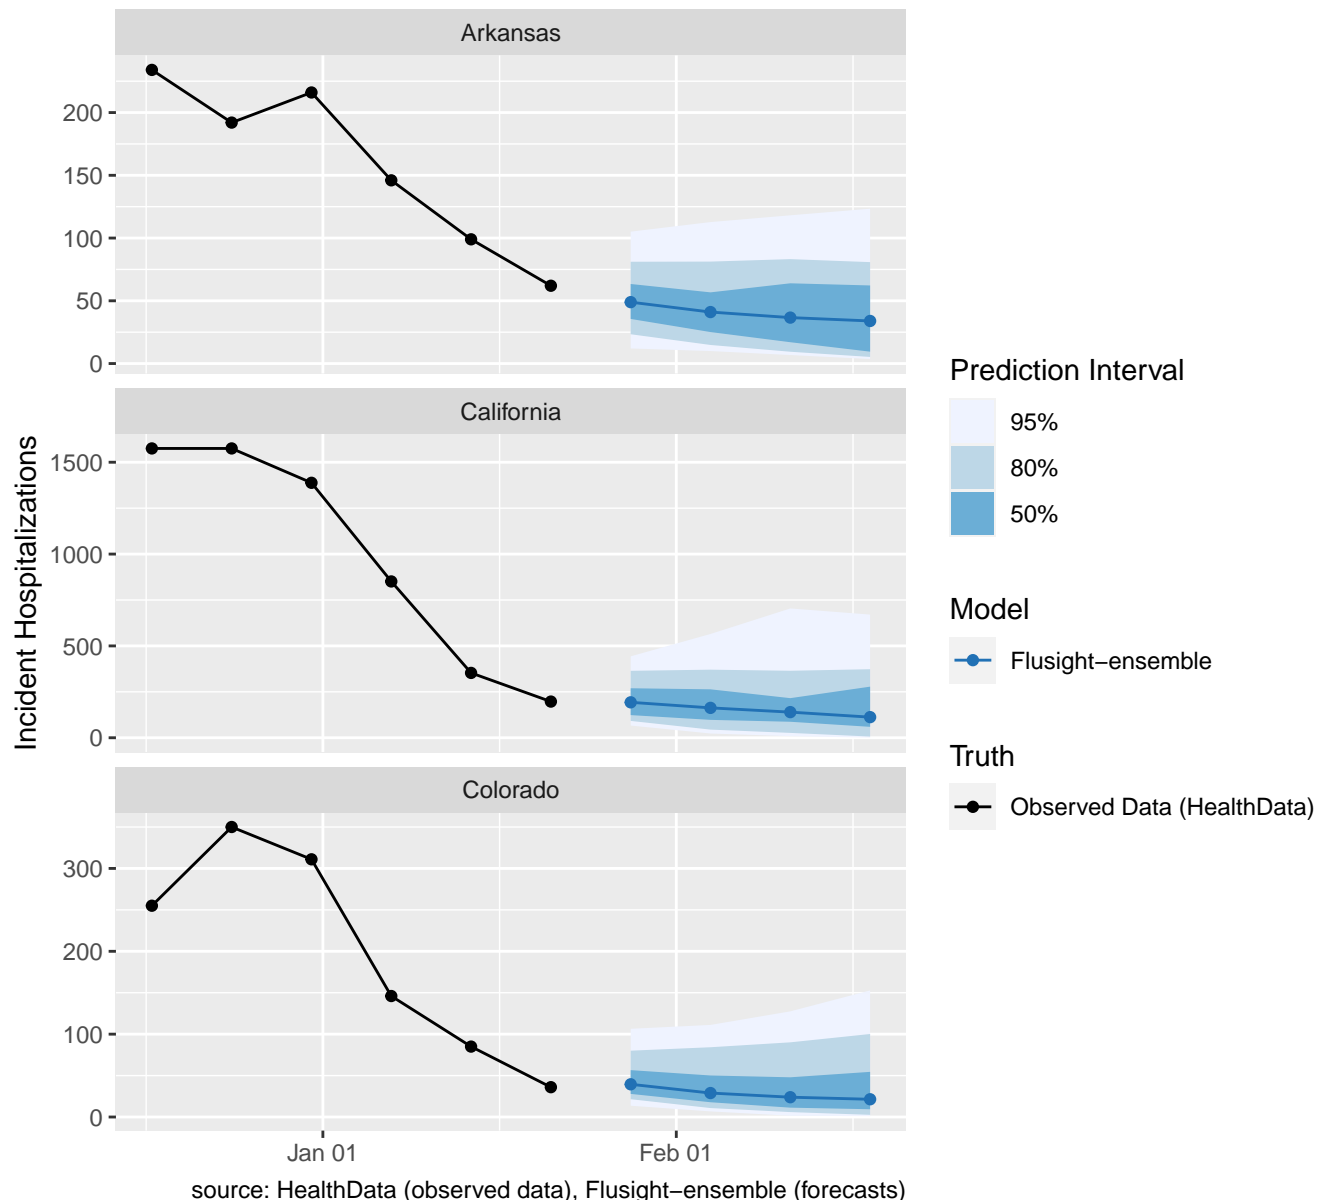 Arkansas
200
150
100
50
0
California
1500
1000
500
0
Colorado
300
200
100
0
Jan 01
Feb 01
Incident Hospitalizations
source: HealthData (observed data), Flusight−ensemble (forecasts)
Prediction Interval
95%
80%
50%
Model
Flusight−ensemble
Truth
Observed Data (HealthData)